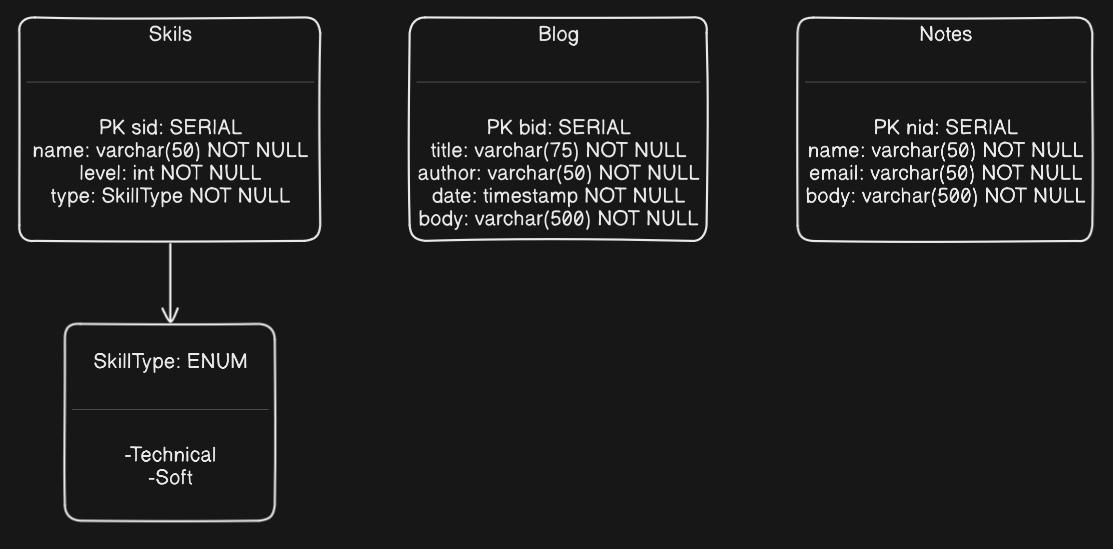 Skils
PK sid: SERIAL
name: varchar(50) NOT NULL
level: int NOT NULL
type: SkillType NOT NULL
Blog
PK bid: SERIAL
title: varchar(75) NOT NULL
author: varchar(50) NOT NULL
date: timestamp NOT NULL
body: varchar(500) NOT NULL
Notes
PK nid: SERIAL
name: varchar(50) NOT NULL
email: varchar(50) NOT NULL
body: varchar(500) NOT NULL
SkillType: ENUM
-Technical
-Soft